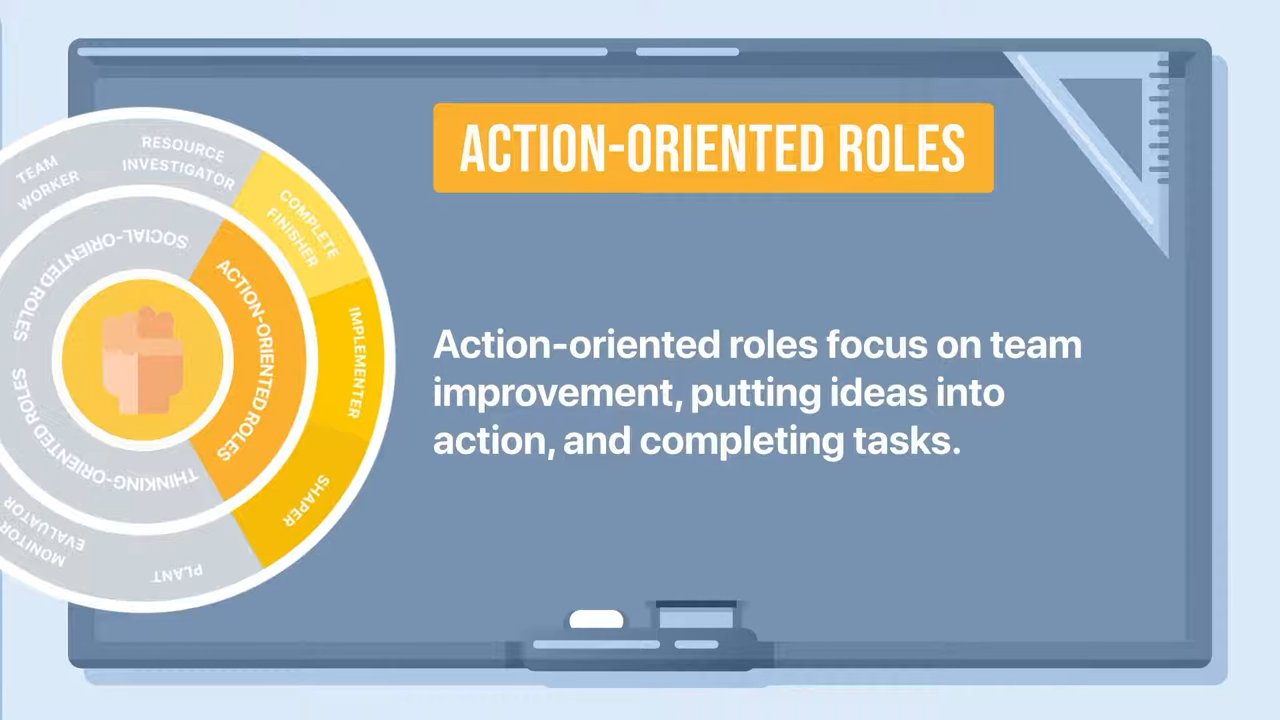 ACTION-ORIENTED ROLES
Action-oriented roles focus on team
improvement, putting ideas into
action, and completing tasks.
TEAM
WORKER
RESOURCE
INVESTIGATOR
COMPLETE
FINISHER
IMPLEMENTER
SHAPER
PLANT
MONITOR
EVALUATOR
SOCIAL-ORIENTED ROLES
ACTION-ORIENTED ROLES
THINKING-ORIENTED ROLES